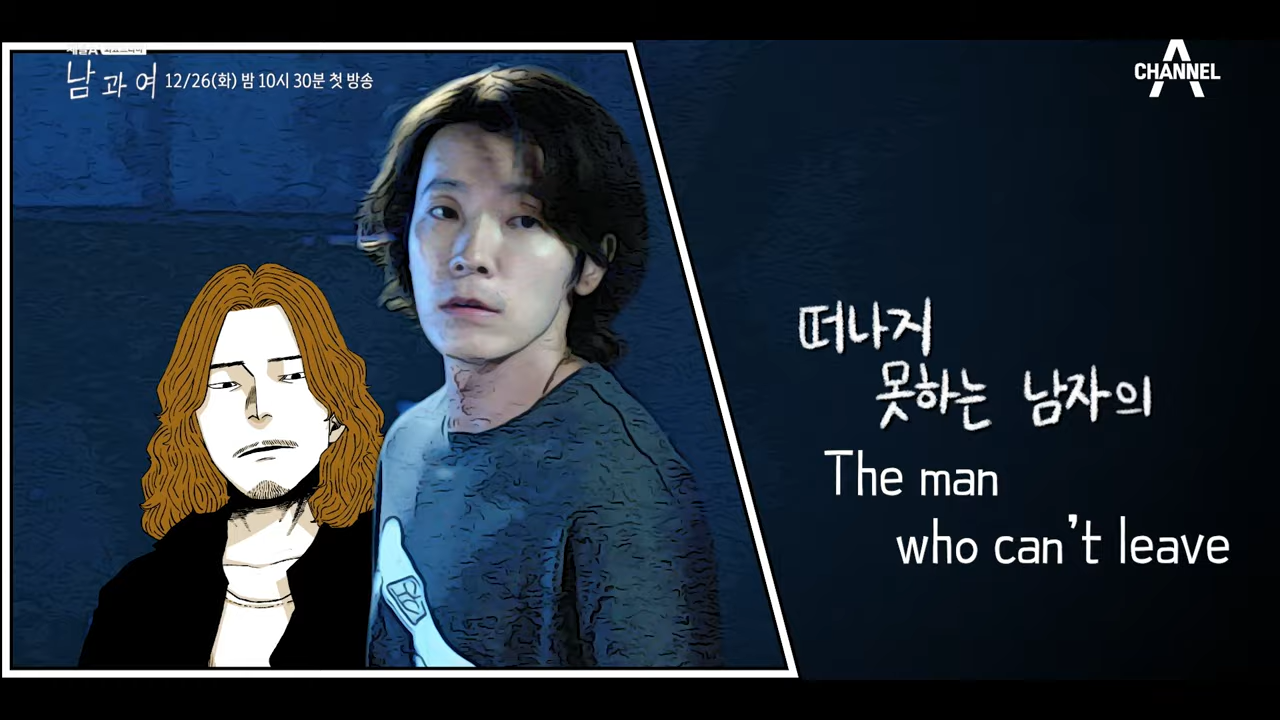 남과여 12/26(화) 밤 10시 30분 첫 방송
CHANNEL A
떠나지
못하는 남자의
The man
who can't leave